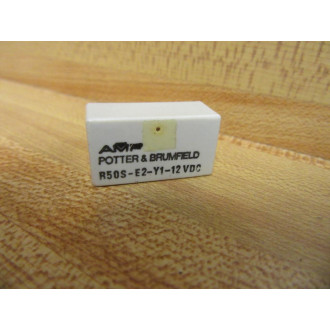 AMP
POTTER & BRUMFIELD
R50S-E2-Y1-12VDC